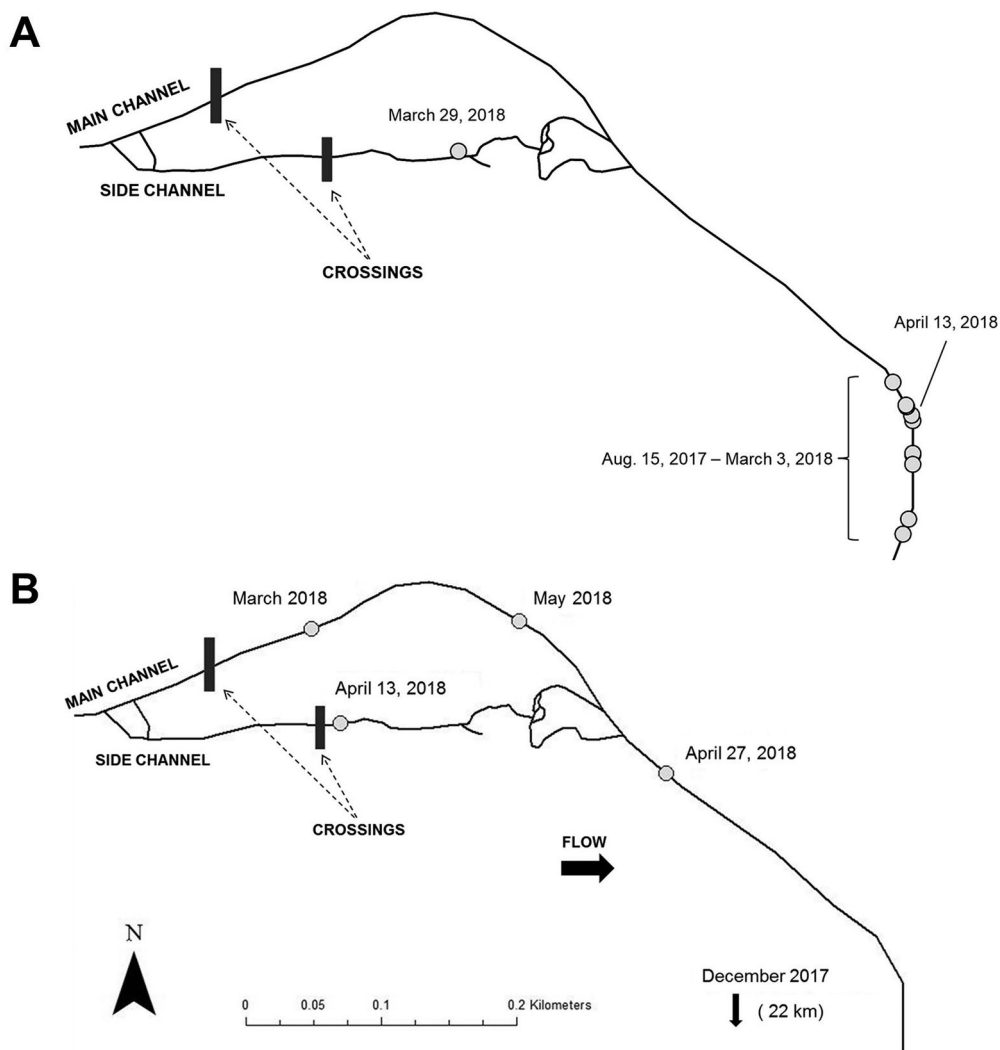 A
MAIN CHANNEL
March 29, 2018
SIDE CHANNEL
CROSSINGS
April 13, 2018
Aug. 15, 2017 – March 3, 2018
B
March 2018
May 2018
MAIN CHANNEL
April 13, 2018
SIDE CHANNEL
April 27, 2018
CROSSINGS
FLOW
N
December 2017
( 22 km)
0 0.05 0.1 0.2 Kilometers